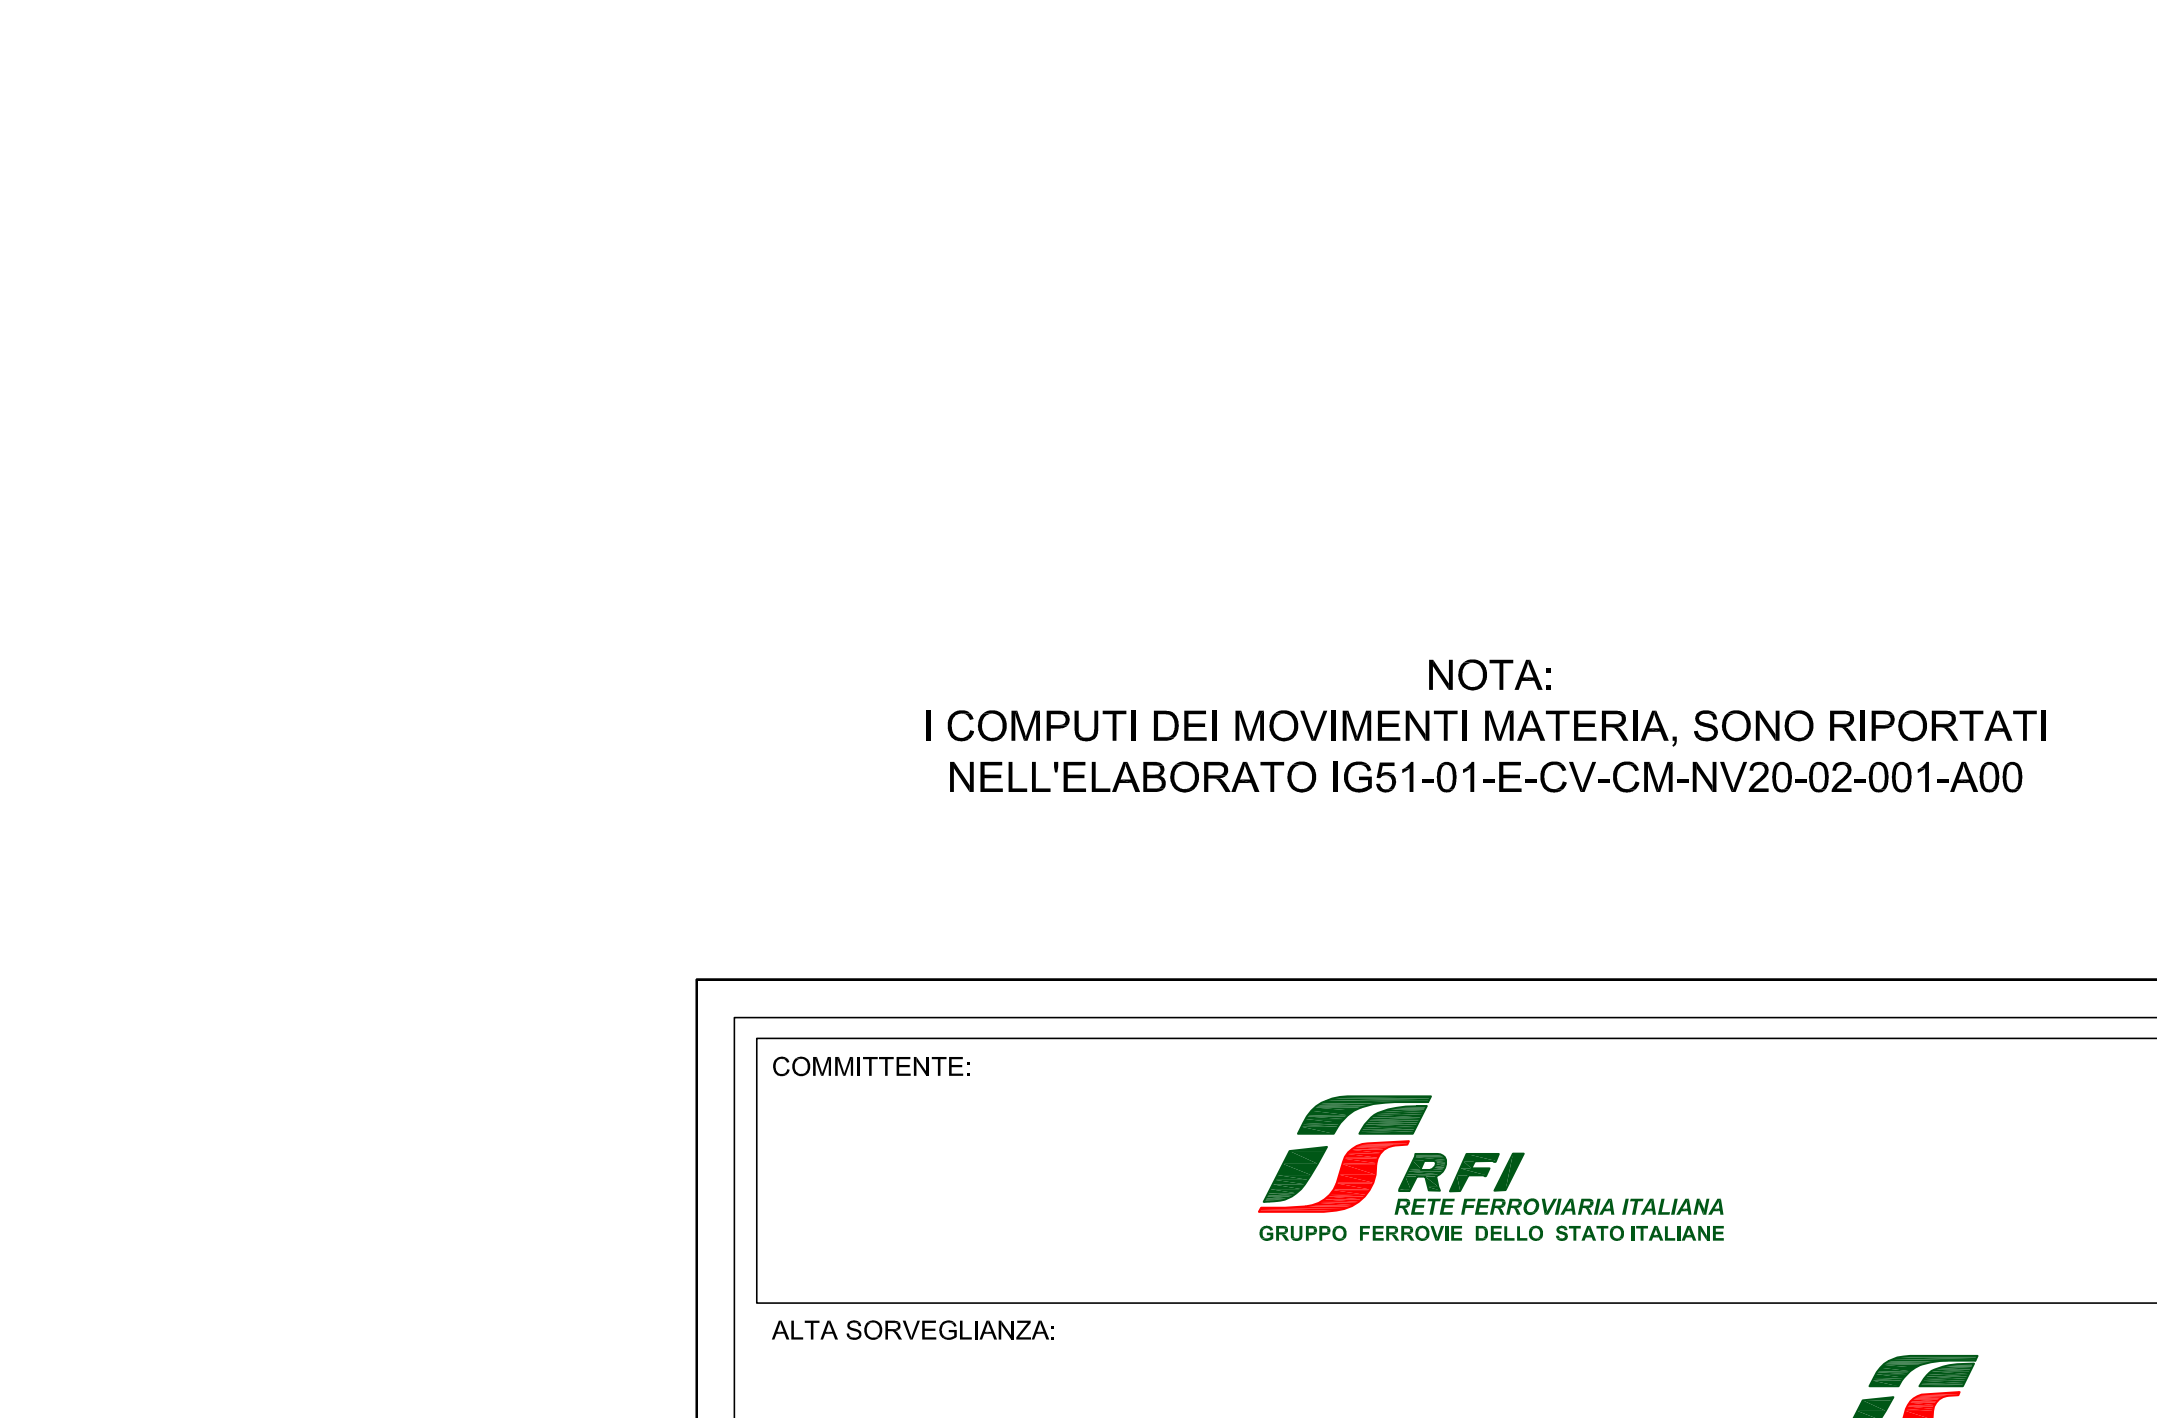 NOTA:
I COMPUTI DEI MOVIMENTI MATERIA, SONO RIPORTATI
NELL'ELABORATO IG51-01-E-CV-CM-NV20-02-001-A00
COMMITTENTE:
RFI
RETE FERROVIARIA ITALIANA
GRUPPO FERROVIE DELLO STATO ITALIANE
ALTA SORVEGLIANZA: